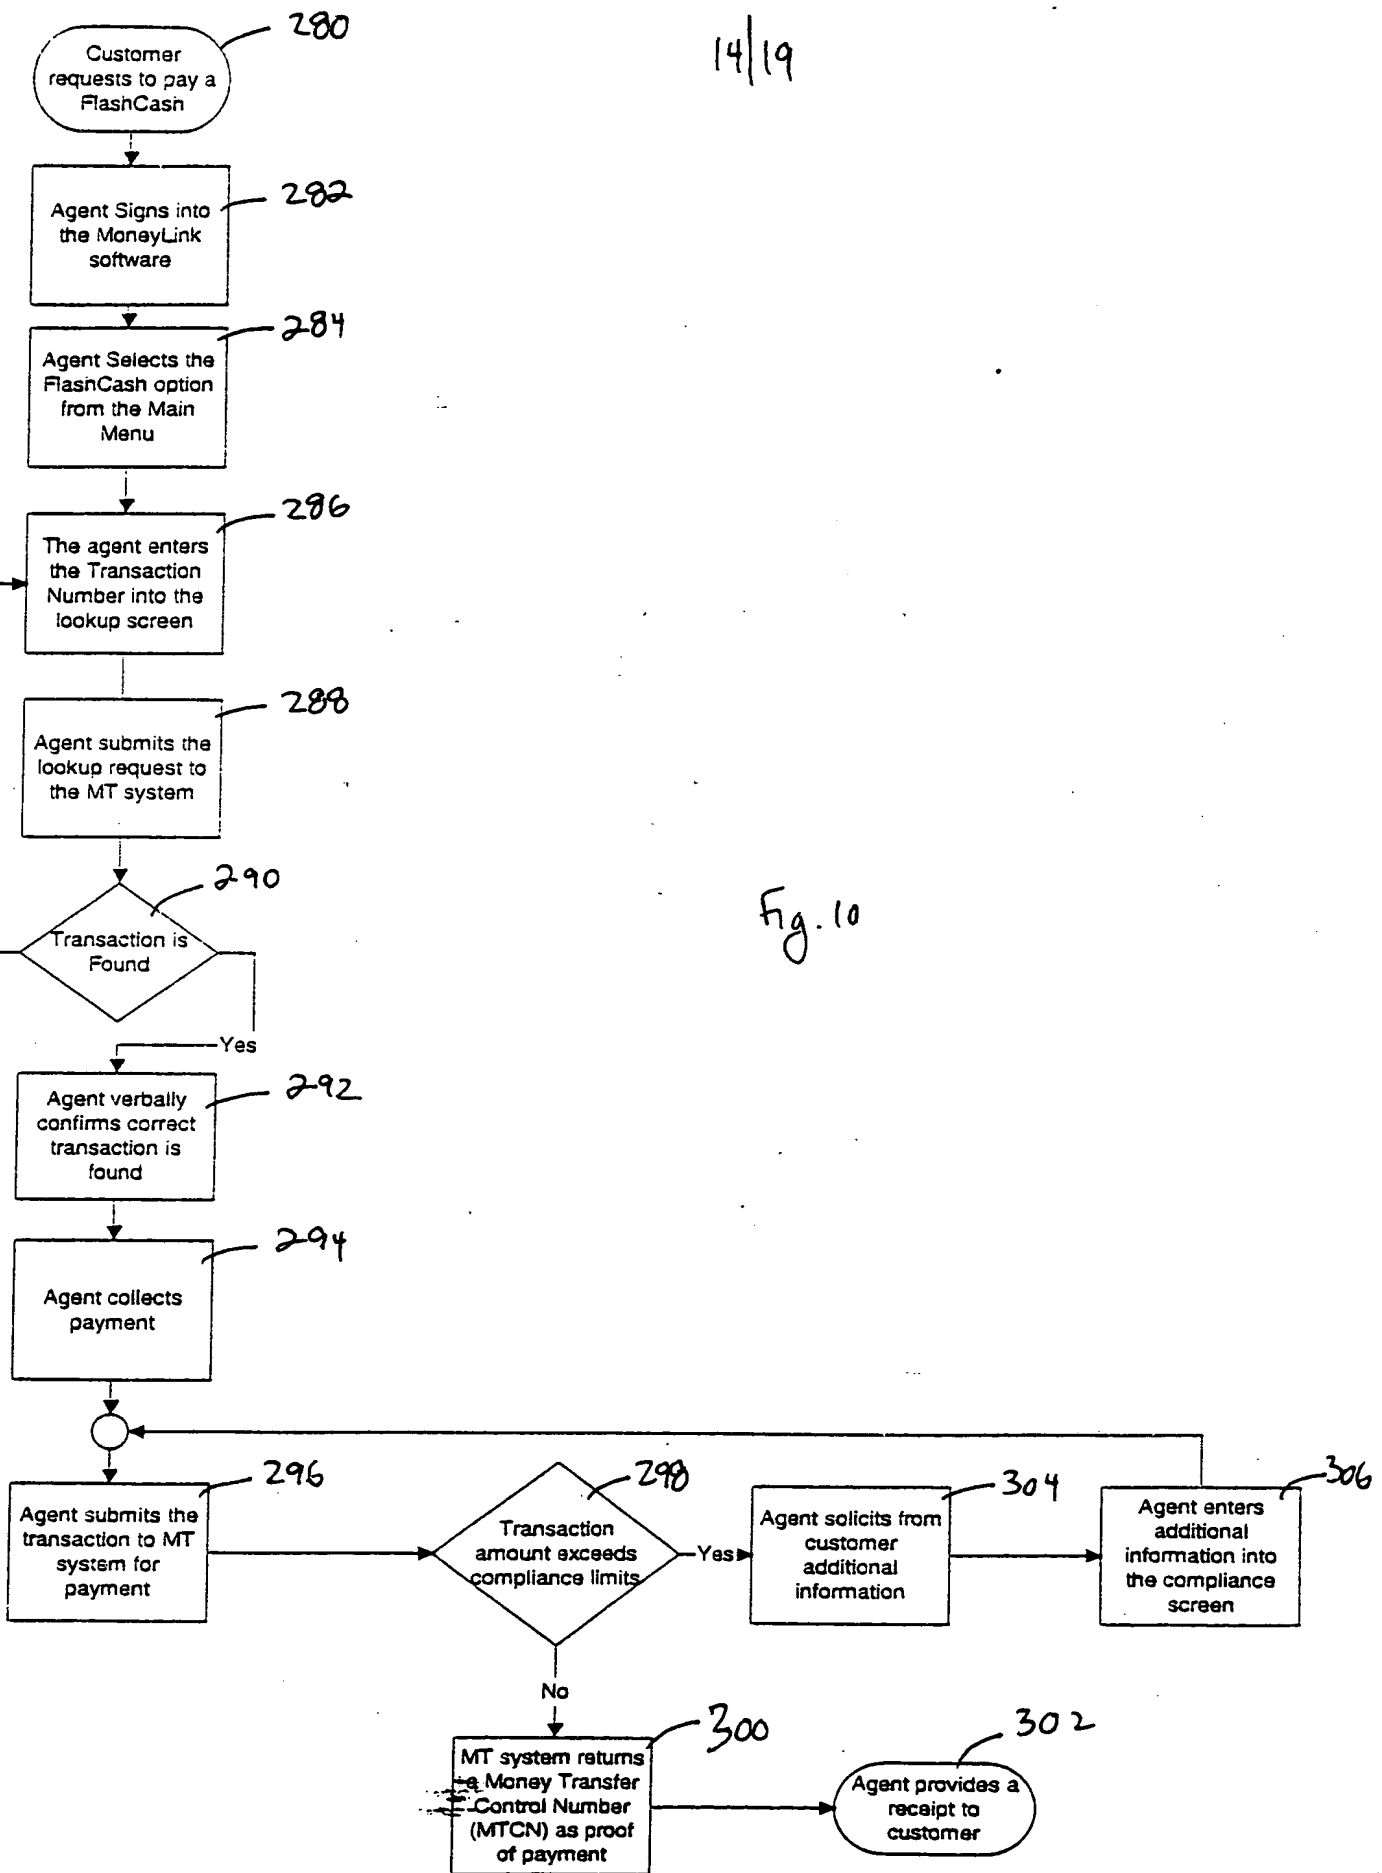 14/19
280
Customer
requests to pay a
FlashCash
282
Agent Signs into
the MoneyLink
software
284
Agent Selects the
FlashCash option
from the Main
Menu
286
The agent enters
the Transaction
Number into the
lookup screen
288
Agent submits the
lookup request to
the MT system
290
Transaction is
Found
Fig. 10
Yes
292
Agent verbally
confirms correct
transaction is
found
294
Agent collects
payment
296
Agent submits the
transaction to MT
system for
payment
298
Transaction
amount exceeds
compliance limits
Yes
304
Agent solicits from
customer
additional
information
306
Agent enters
additional
information into
the compliance
screen
No
300
MT system returns
a Money Transfer
Control Number
(MTCN) as proof
of payment
302
Agent provides a
receipt to
customer